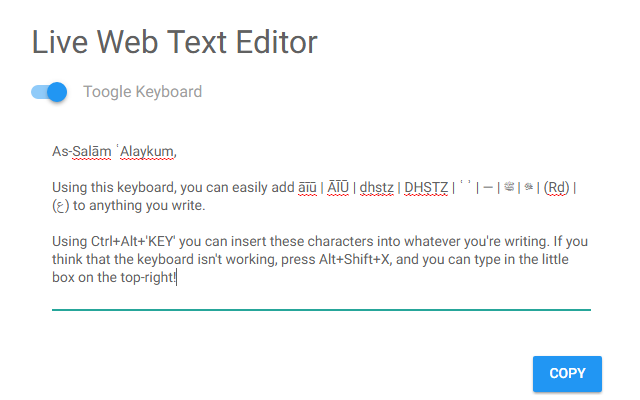 Live Web Text Editor
Toogle Keyboard
As-Salām ʿAlaykum,
Using this keyboard, you can easily add āīū | ĀĪŪ | ḍḥṣṭẓ | ḌḤṢṬẒ | ʿ ʾ | — | ﷺ | | (Rd) |
(ع) to anything you write.
Using Ctrl+Alt+'KEY' you can insert these characters into whatever you're writing. If you
think that the keyboard isn't working, press Alt+Shift+X, and you can type in the little
box on the top-right!
COPY